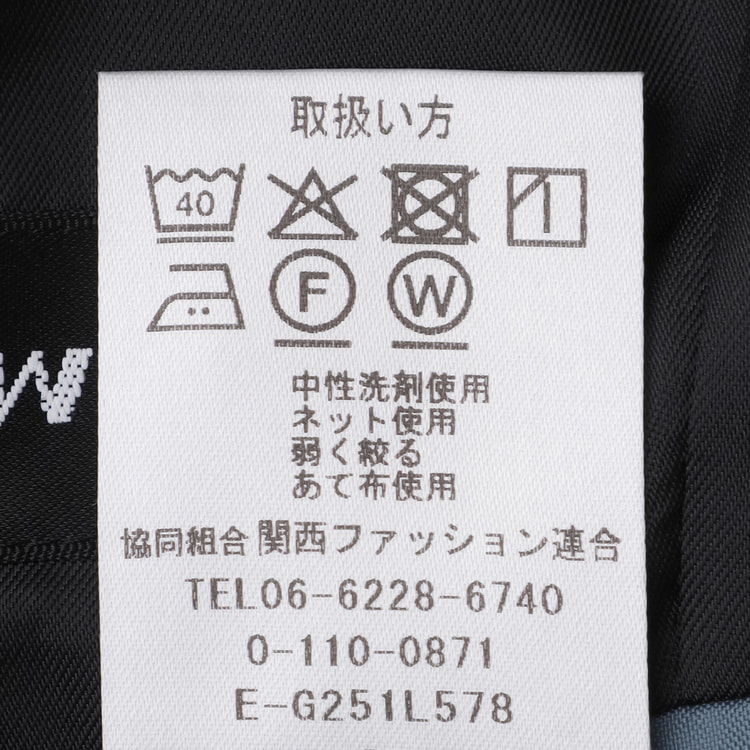 取扱い方
40
F W
中性洗剤使用
ネット使用
弱く絞る
あて布使用
協同組合 関西ファッション連合
TEL06-6228-6740
0-110-0871
E-G251L578
W